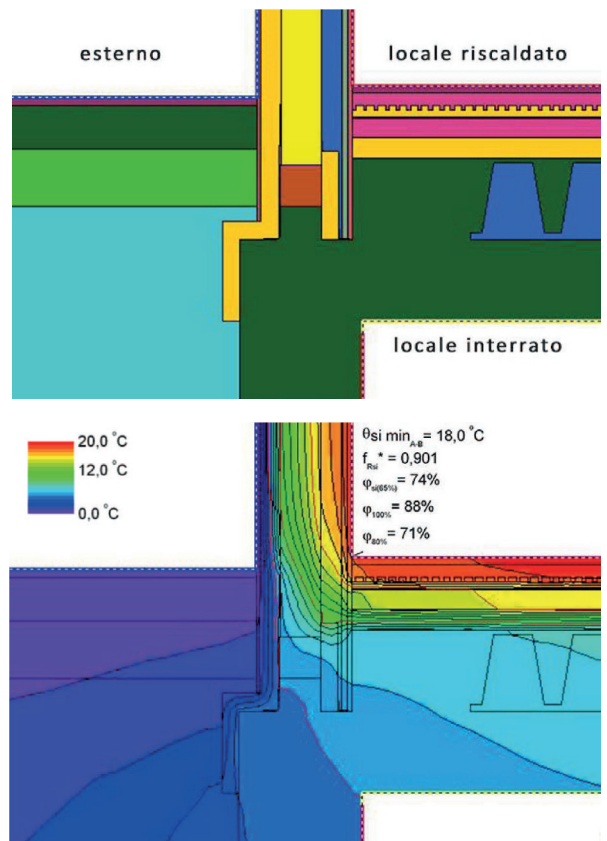 esterno
locale riscaldato
locale interrato
20,0 °C
12,0 °C
0,0 °C
θsi min A-B = 18,0 °C
fRsi* = 0,901
φsi(65%) = 74%
φ100% = 88%
φ80% = 71%